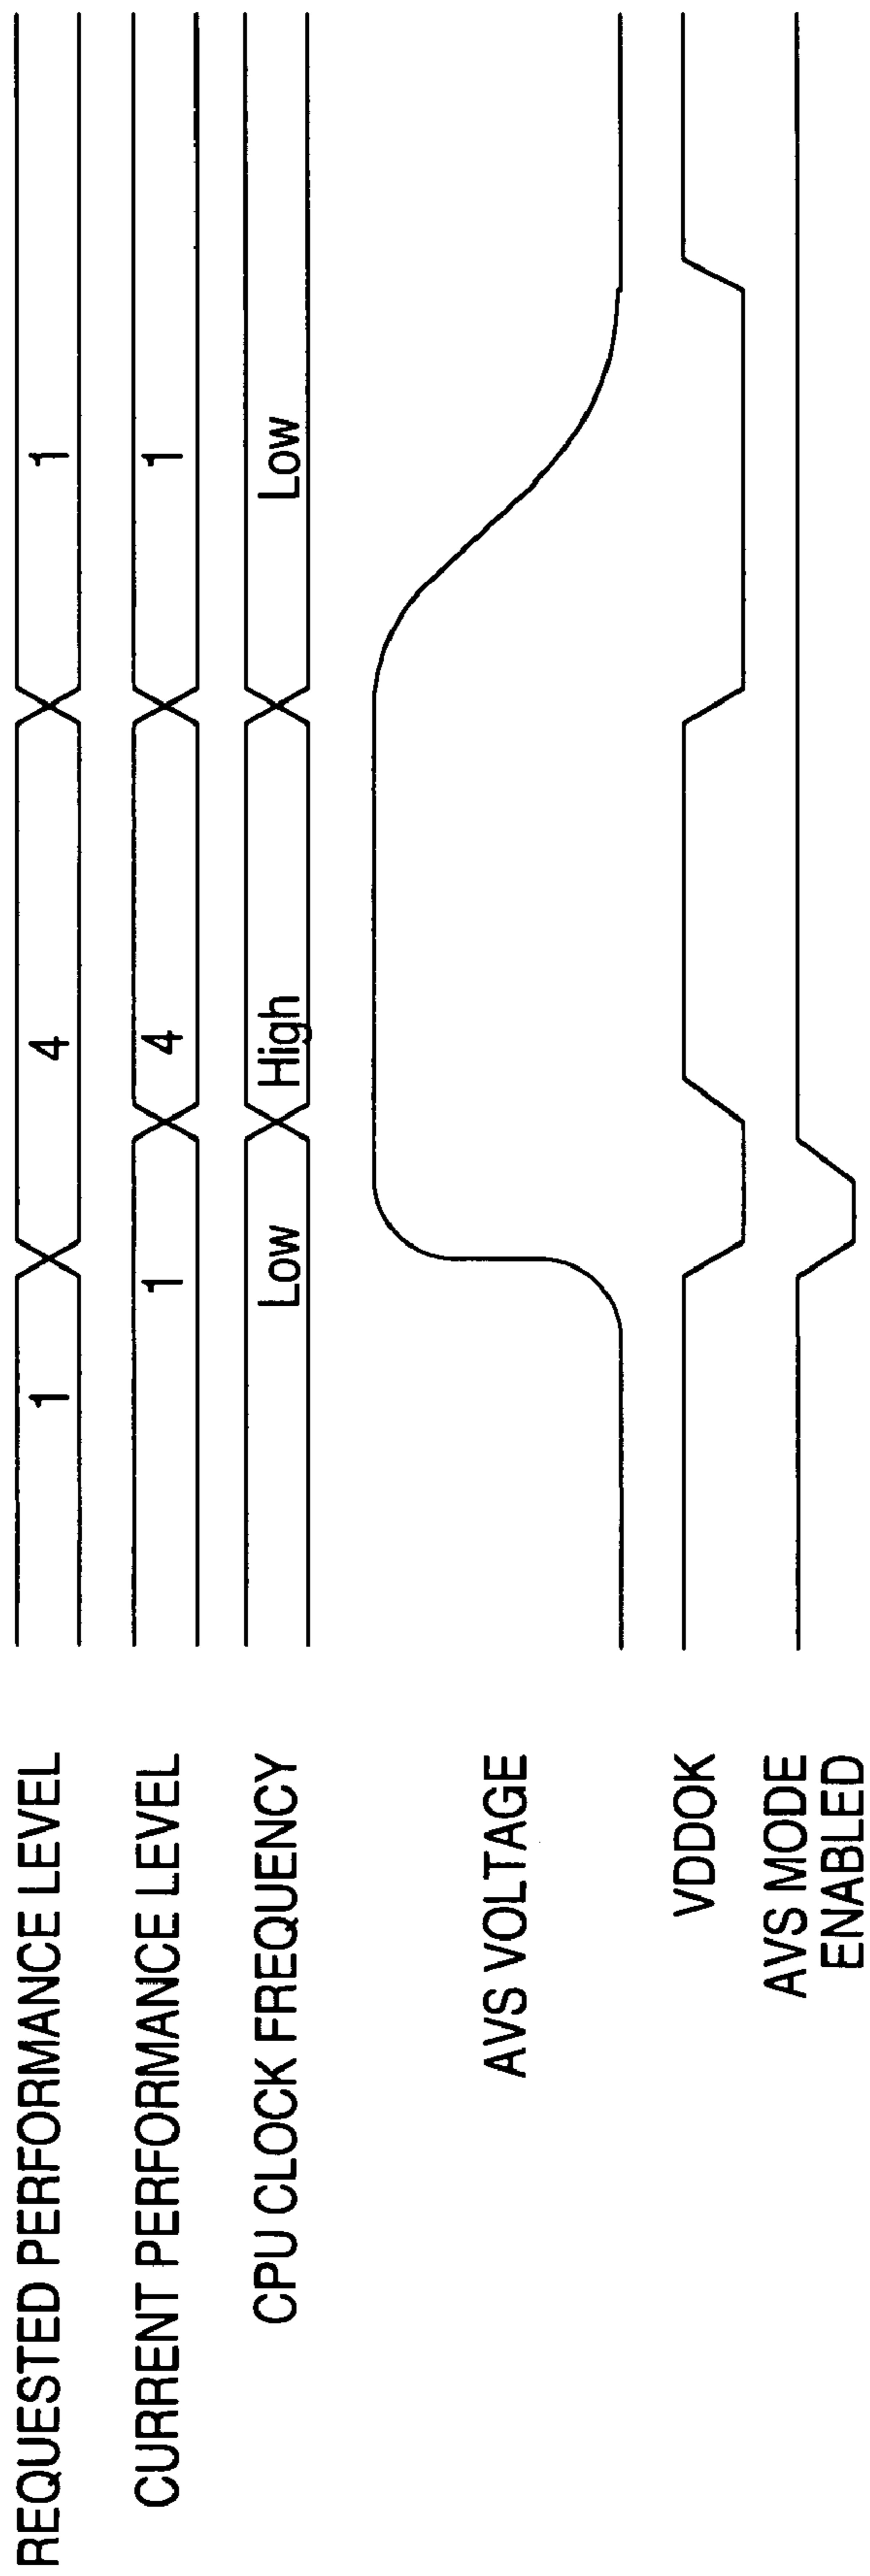 REQUESTED PERFORMANCE LEVEL
1
4
1
CURRENT PERFORMANCE LEVEL
1
4
1
CPU CLOCK FREQUENCY
Low
High
Low
AVS VOLTAGE
VDDOK
AVS MODE
ENABLED